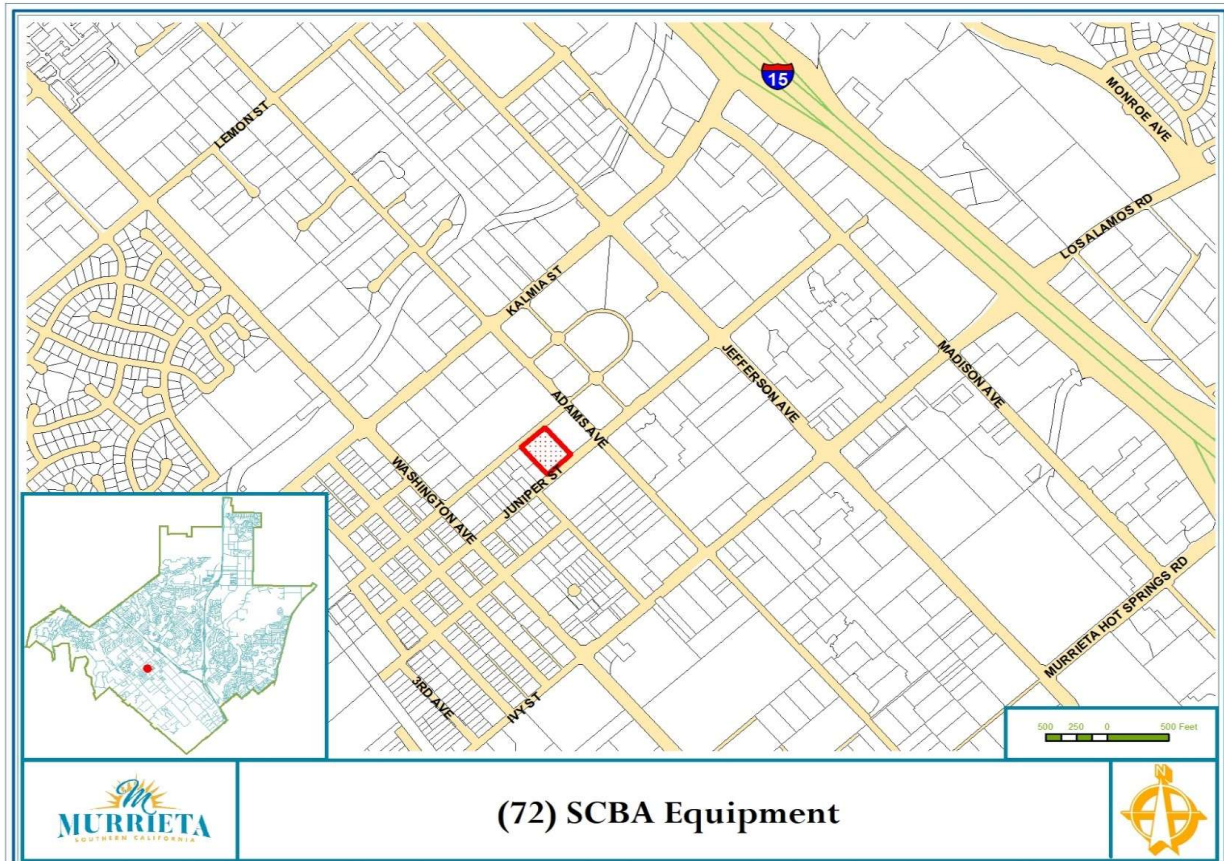 15
MONROE AVE
LEMON ST
LOS ALAMOS RD
KALMIA ST
JEFFERSON AVE
MADISON AVE
ADAMS AVE
WASHINGTON AVE
JUNIPER ST
MURRIETA HOT SPRINGS RD
3RD AVE
IVY ST
500 250 0 500 Feet
M
MURRIETA
SOUTHERN CALIFORNIA
(72) SCBA Equipment
N